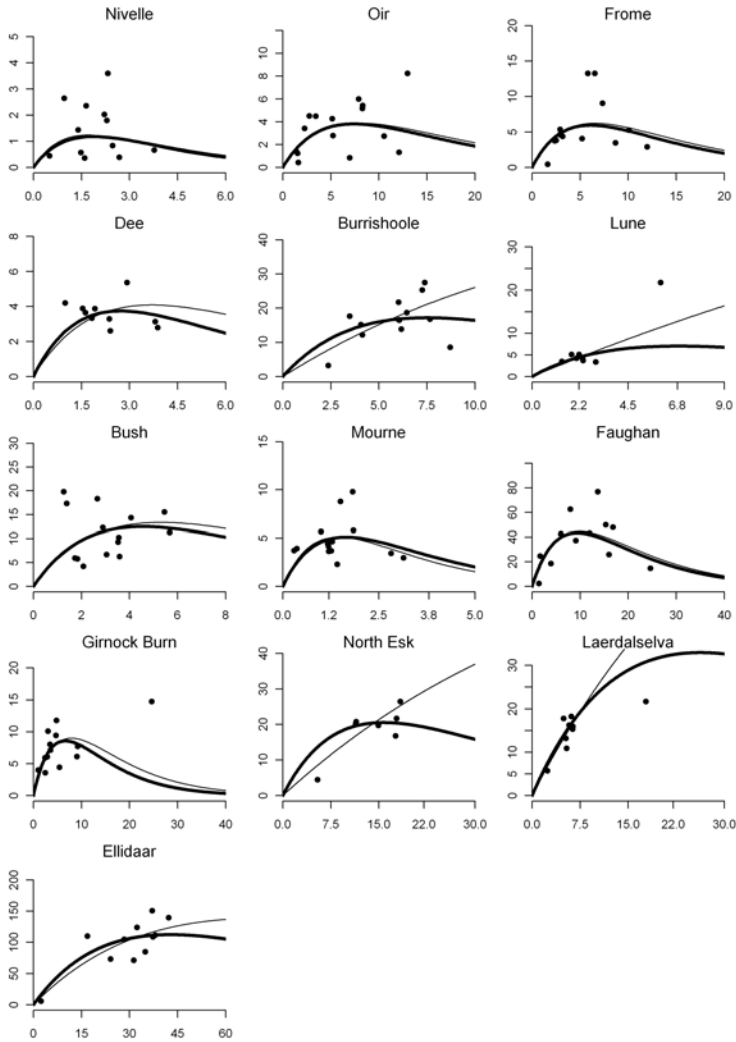 Nivelle
0 1 2 3 4 5
0.0 1.5 3.0 4.5 6.0
Oir
0 2 4 6 8 12
0 5 10 15 20
Frome
0 5 10 15 20
0 5 10 15 20
Dee
0 2 4 6 8
0.0 1.5 3.0 4.5 6.0
Burrishoole
0 10 20 30 40
0.0 2.5 5.0 7.5 10.0
Lune
0 5 10 20 30
0.0 2.2 4.5 6.8 9.0
Bush
0 5 10 15 20 25 30
0 2 4 6 8
Mourne
0 5 10 15
0.0 1.2 2.5 3.8 5.0
Faughan
0 20 40 60 80
0 10 20 30 40
Girnock Burn
0 5 10 15 20
0 10 20 30 40
North Esk
0 10 20 30 40
0.0 7.5 15.0 22.0 30.0
Laerdalselva
0 5 10 20 30
0.0 7.5 15.0 22.0 30.0
Ellidaar
0 50 100 150 200
0 15 30 45 60